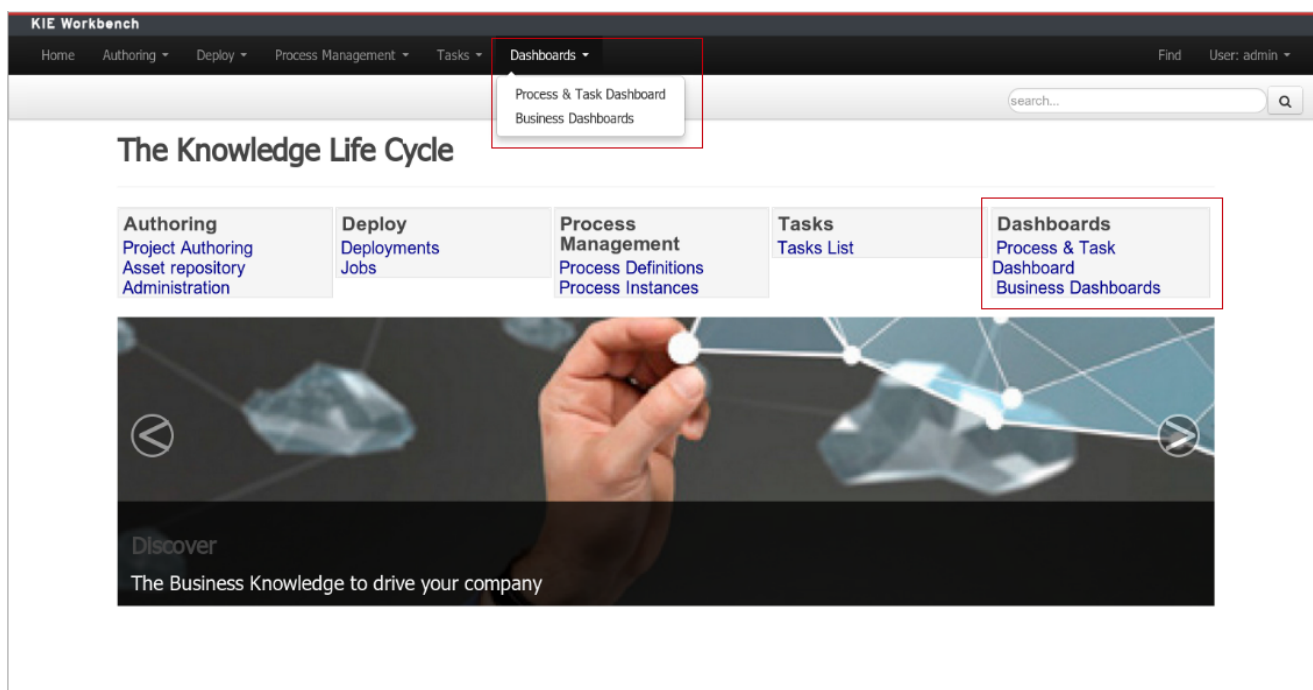 KIE Workbench
Home Authoring Deploy Process Management Tasks Dashboards Find User: admin
Process & Task Dashboard
Business Dashboards
search...
The Knowledge Life Cycle
Authoring
Project Authoring
Asset repository
Administration
Deploy
Deployments
Jobs
Process
Management
Process Definitions
Process Instances
Tasks
Tasks List
Dashboards
Process & Task
Dashboard
Business Dashboards
Discover
The Business Knowledge to drive your company